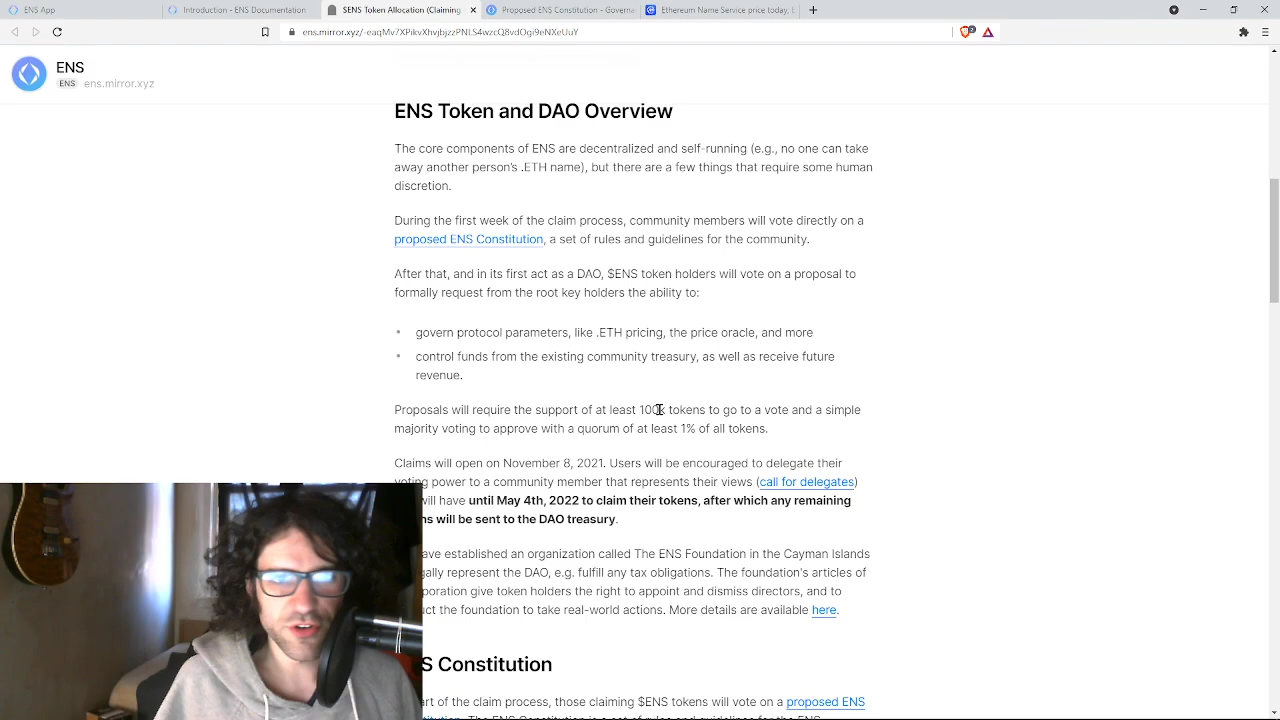 ENS App
Introduction - ENS Documentation
$ENS Token Allocation (Claiming
Proposed ENS Constitution - Governa
Ethereum Name Service price today, E
ens.mirror.xyz/-eaqMv7XPikvXhvjbjzzPNLS4wzcQ8vdOgi9eNXeUuY
ENS
ENS ens.mirror.xyz
ENS Token and DAO Overview
The core components of ENS are decentralized and self-running (e.g., no one can take
away another person's .ETH name), but there are a few things that require some human
discretion.
During the first week of the claim process, community members will vote directly on a
proposed ENS Constitution, a set of rules and guidelines for the community.
After that, and in its first act as a DAO, $ENS token holders will vote on a proposal to
formally request from the root key holders the ability to:
• govern protocol parameters, like .ETH pricing, the price oracle, and more
• control funds from the existing community treasury, as well as receive future
revenue.
Proposals will require the support of at least 100k tokens to go to a vote and a simple
majority voting to approve with a quorum of at least 1% of all tokens.
Claims will open on November 8, 2021. Users will be encouraged to delegate their
voting power to a community member that represents their views (call for delegates)
will have until May 4th, 2022 to claim their tokens, after which any remaining
will be sent to the DAO treasury.
ave established an organization called The ENS Foundation in the Cayman Islands
gally represent the DAO, e.g. fulfill any tax obligations. The foundation's articles of
poration give token holders the right to appoint and dismiss directors, and to
uct the foundation to take real-world actions. More details are available here.
S Constitution
art of the claim process, those claiming $ENS tokens will vote on a proposed ENS